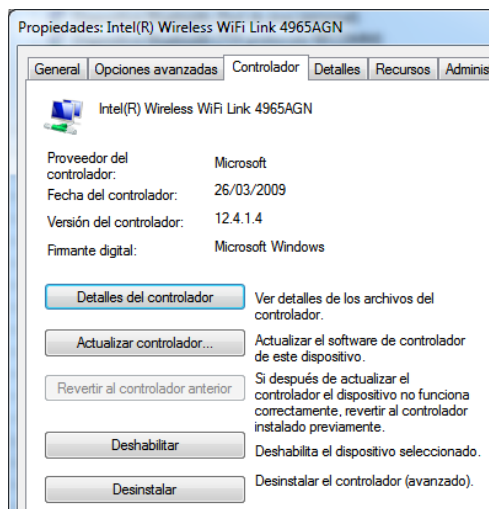 Propiedades: Intel(R) Wireless WiFi Link 4965AGN
General Opciones avanzadas Controlador Detalles Recursos Adminis
Intel(R) Wireless WiFi Link 4965AGN
Proveedor del controlador: Microsoft
Fecha del controlador: 26/03/2009
Versión del controlador: 12.4.1.4
Firmante digital: Microsoft Windows
Detalles del controlador
Ver detalles de los archivos del
controlador.
Actualizar controlador...
Actualizar el software de controlador
de este dispositivo.
Revertir al controlador anterior
Si después de actualizar el
controlador el dispositivo no funciona
correctamente, revertir al controlador
instalado previamente.
Deshabilitar
Deshabilita el dispositivo seleccionado.
Desinstalar
Desinstalar el controlador (avanzado).